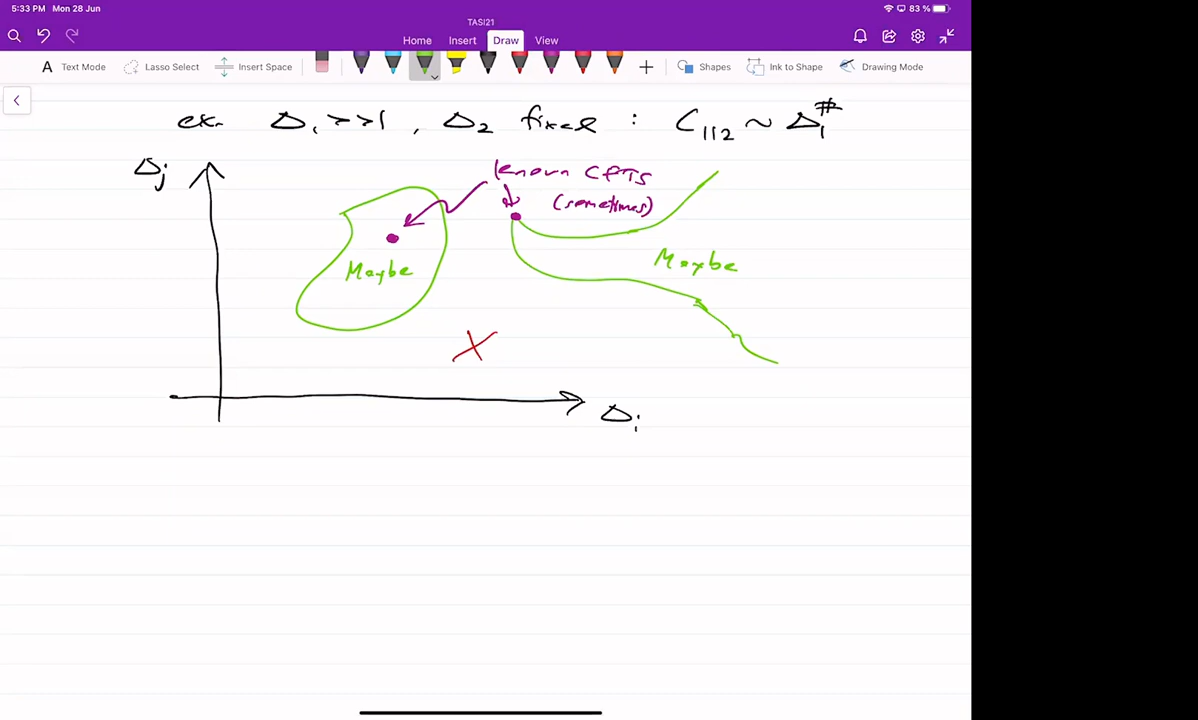 5:33 PM Mon 28 Jun
83 %
TASI21
Home Insert Draw View
A Text Mode Lasso Select Insert Space Shapes Ink to Shape Drawing Mode
ex. Δ₁ >>1 , Δ₂ fixed : C₁₁₂ ~ Δ₁^#
Δj
known CFTs
(sometimes)
Maybe
Maybe
X
Δi